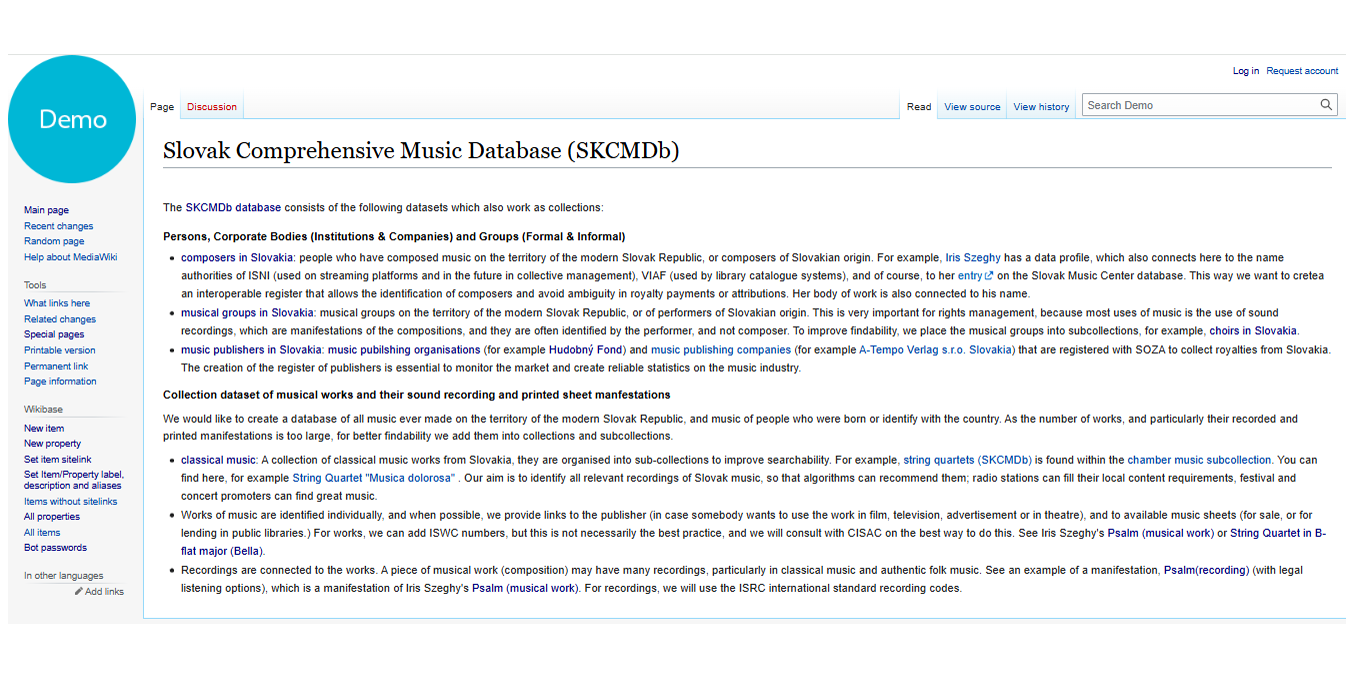 Demo
Log in Request account
Page Discussion Read View source View history Search Demo
Slovak Comprehensive Music Database (SKCMDb)
Main page
Recent changes
Random page
Help about MediaWiki
Tools
What links here
Related changes
Special pages
Printable version
Permanent link
Page information
Wikibase
New item
New property
Set item sitelink
Set Item/Property label,
description and aliases
Items without sitelinks
All properties
All items
Bot passwords
In other languages
Add links
The SKCMDb database consists of the following datasets which also work as collections:
Persons, Corporate Bodies (Institutions & Companies) and Groups (Formal & Informal)
• composers in Slovakia: people who have composed music on the territory of the modern Slovak Republic, or composers of Slovakian origin. For example, Iris Szeghy has a data profile, which also connects here to the name
authorities of ISNI (used on streaming platforms and in the future in collective management), VIAF (used by library catalogue systems), and of course, to her entry on the Slovak Music Center database. This way we want to cretea
an interoperable register that allows the identification of composers and avoid ambiguity in royalty payments or attributions. Her body of work is also connected to his name.
• musical groups in Slovakia: musical groups on the territory of the modern Slovak Republic, or of performers of Slovakian origin. This is very important for rights management, because most uses of music is the use of sound
recordings, which are manifestations of the compositions, and they are often identified by the performer, and not composer. To improve findability, we place the musical groups into subcollections, for example, choirs in Slovakia.
• music publishers in Slovakia: music pubilshing organisations (for example Hudobný Fond) and music publishing companies (for example A-Tempo Verlag s.r.o. Slovakia) that are registered with SOZA to collect royalties from Slovakia.
The creation of the register of publishers is essential to monitor the market and create reliable statistics on the music industry.
Collection dataset of musical works and their sound recording and printed sheet manfestations
We would like to create a database of all music ever made on the territory of the modern Slovak Republic, and music of people who were born or identify with the country. As the number of works, and particularly their recorded and
printed manifestations is too large, for better findability we add them into collections and subcollections.
• classical music: A collection of classical music works from Slovakia, they are organised into sub-collections to improve searchability. For example, string quartets (SKCMDb) is found within the chamber music subcollection. You can
find here, for example String Quartet "Musica dolorosa" . Our aim is to identify all relevant recordings of Slovak music, so that algorithms can recommend them; radio stations can fill their local content requirements, festival and
concert promoters can find great music.
• Works of music are identified individually, and when possible, we provide links to the publisher (in case somebody wants to use the work in film, television, advertisement or in theatre), and to available music sheets (for sale, or for
lending in public libraries.) For works, we can add ISWC numbers, but this is not necessarily the best practice, and we will consult with CISAC on the best way to do this. See Iris Szeghy's Psalm (musical work) or String Quartet in B-
flat major (Bella).
• Recordings are connected to the works. A piece of musical work (composition) may have many recordings, particularly in classical music and authentic folk music. See an example of a manifestation, Psalm(recording) (with legal
listening options), which is a manifestation of Iris Szeghy's Psalm (musical work). For recordings, we will use the ISRC international standard recording codes.